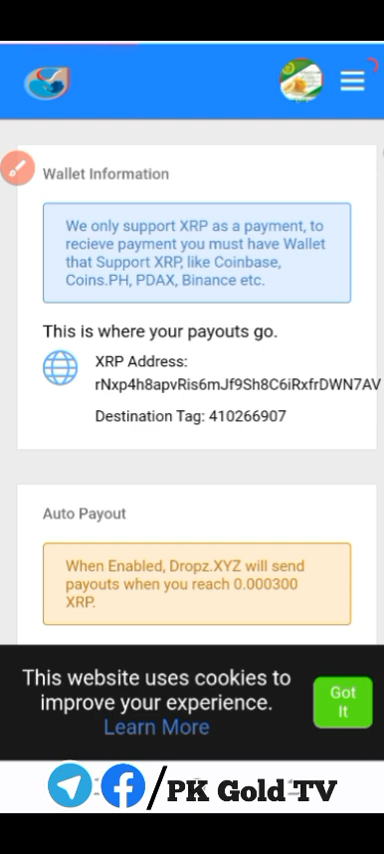 Wallet Information
We only support XRP as a payment, to
recieve payment you must have Wallet
that Support XRP, like Coinbase,
Coins.PH, PDAX, Binance etc.
This is where your payouts go.
XRP Address:
rNxp4h8apvRis6mJf9Sh8C6iRxfrDWN7AV
Destination Tag: 410266907
Auto Payout
When Enabled, Dropz.XYZ will send
payouts when you reach 0.000300
XRP.
This website uses cookies to
improve your experience.
Learn More
Got
It
/PK Gold TV